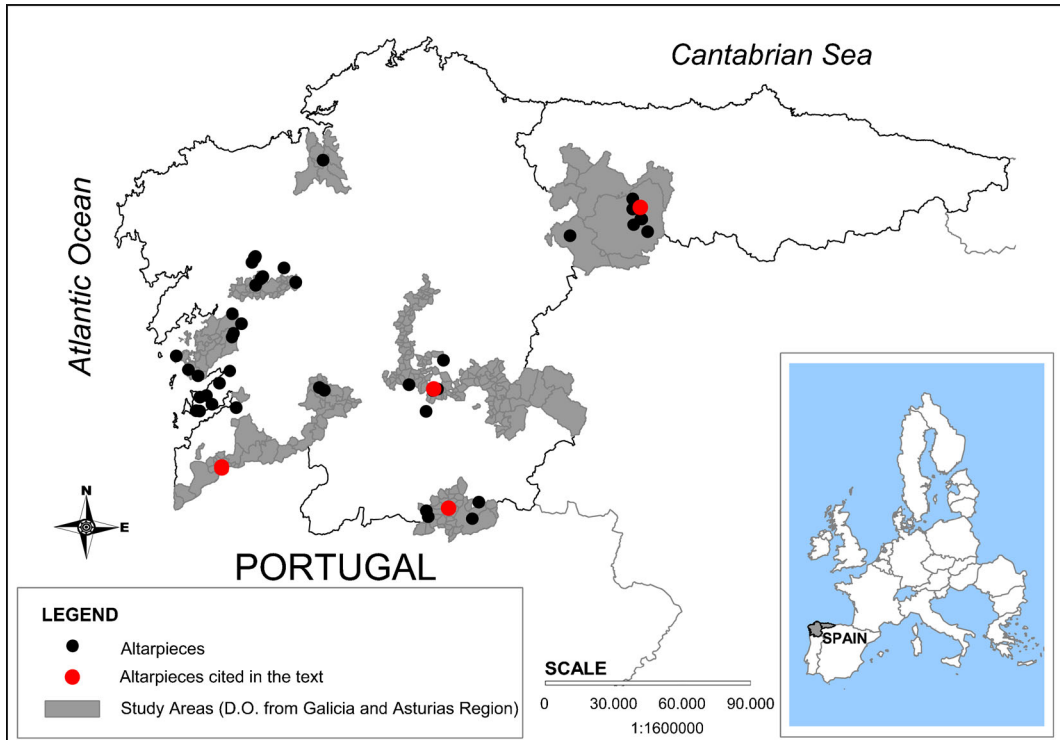 Cantabrian Sea
Atlantic Ocean
N
E
PORTUGAL
LEGEND
Altarpieces
Altarpieces cited in the text
Study Areas (D.O. from Galicia and Asturias Region)
SCALE
0 30.000 60.000 90.000
1:1600000
SPAIN